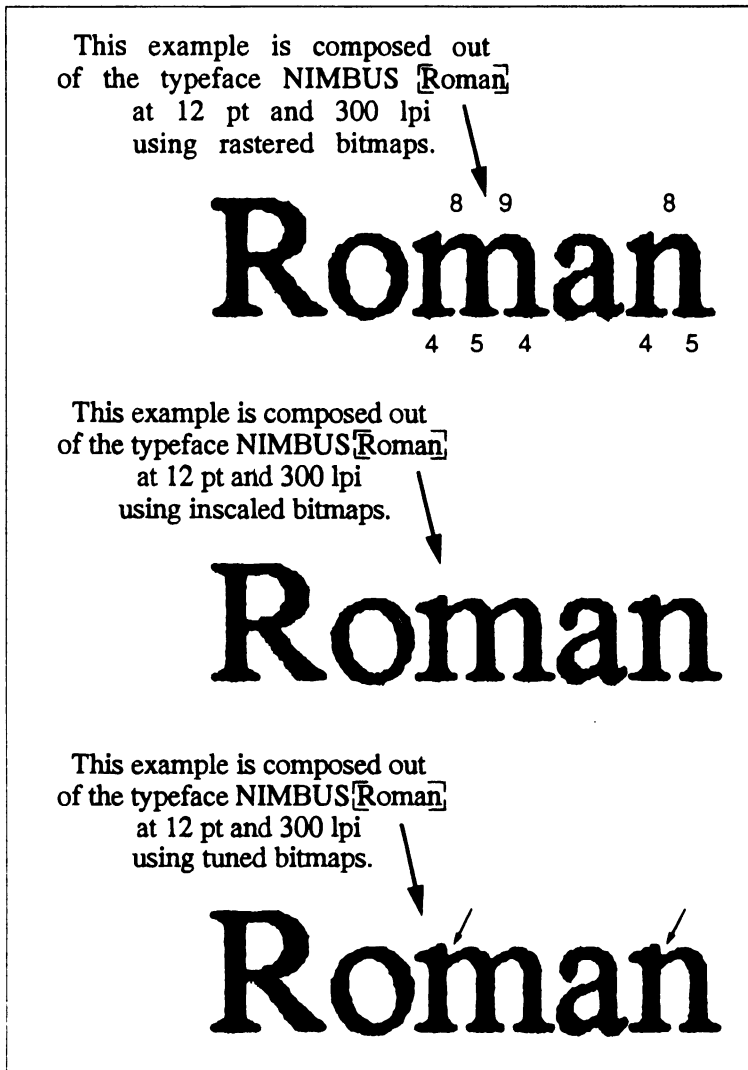 This example is composed out
of the typeface NIMBUS [Roman]
at 12 pt and 300 lpi
using rastered bitmaps.
8 9 8
Roman
4 5 4 4 5
This example is composed out
of the typeface NIMBUS [Roman]
at 12 pt and 300 lpi
using inscaled bitmaps.
Roman
This example is composed out
of the typeface NIMBUS [Roman]
at 12 pt and 300 lpi
using tuned bitmaps.
Roman